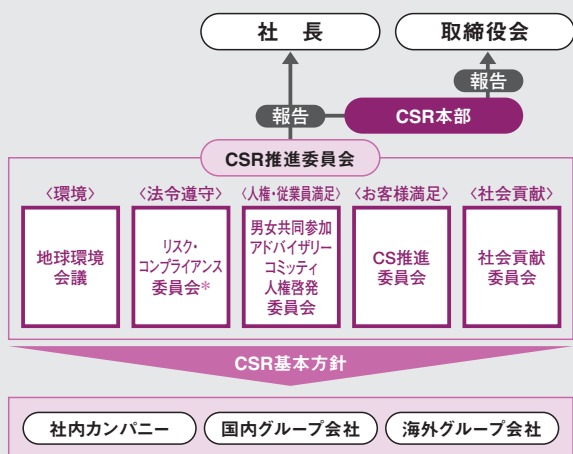 社 長
取締役会
報告
報告
CSR本部
CSR推進委員会
〈環境〉
〈法令遵守〉
〈人権・従業員満足〉
〈お客様満足〉
〈社会貢献〉
地球環境
会議
リスク・
コンプライアンス
委員会*
男女共同参加
アドバイザリー
コミッティ
人権啓発
委員会
CS推進
委員会
社会貢献
委員会
CSR基本方針
社内カンパニー
国内グループ会社
海外グループ会社